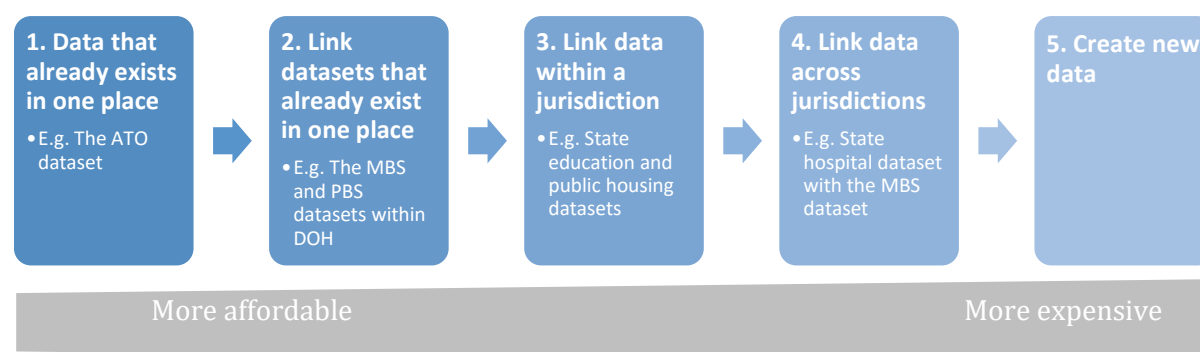 1. Data that
already exists
in one place
•E.g. The ATO
dataset
2. Link
datasets that
already exist
in one place
•E.g. The MBS
and PBS
datasets within
DOH
3. Link data
within a
jurisdiction
•E.g. State
education and
public housing
datasets
4. Link data
across
jurisdictions
•E.g. State
hospital dataset
with the MBS
dataset
5. Create new
data
More affordable
More expensive